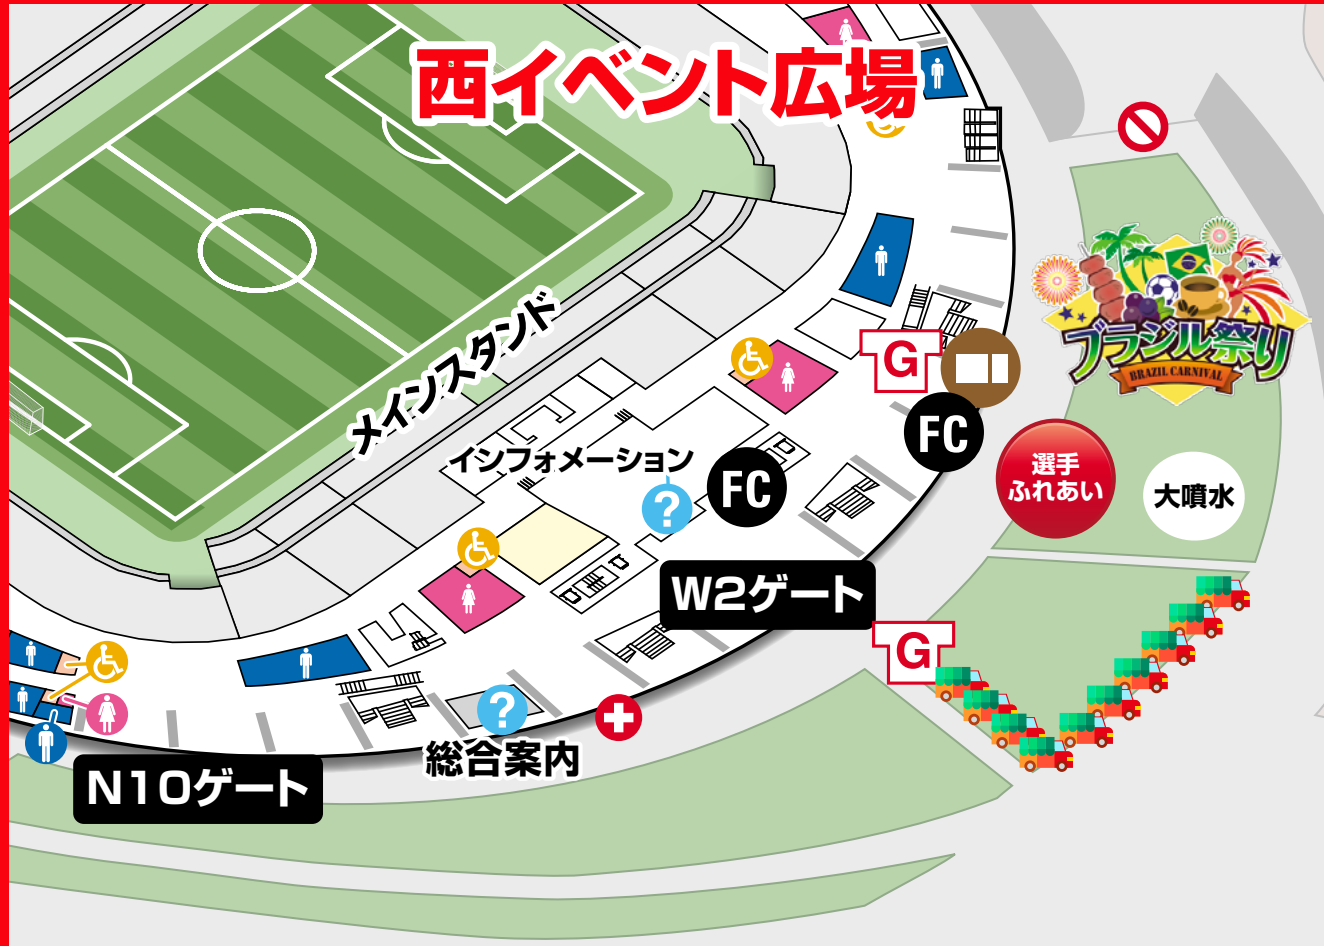 西イベント広場
メインスタンド
G
FC
ブラジル祭り
BRAZIL CARNIVAL
インフォメーション
?
FC
選手
ふれあい
大噴水
W2ゲート
G
?
総合案内
N10ゲート